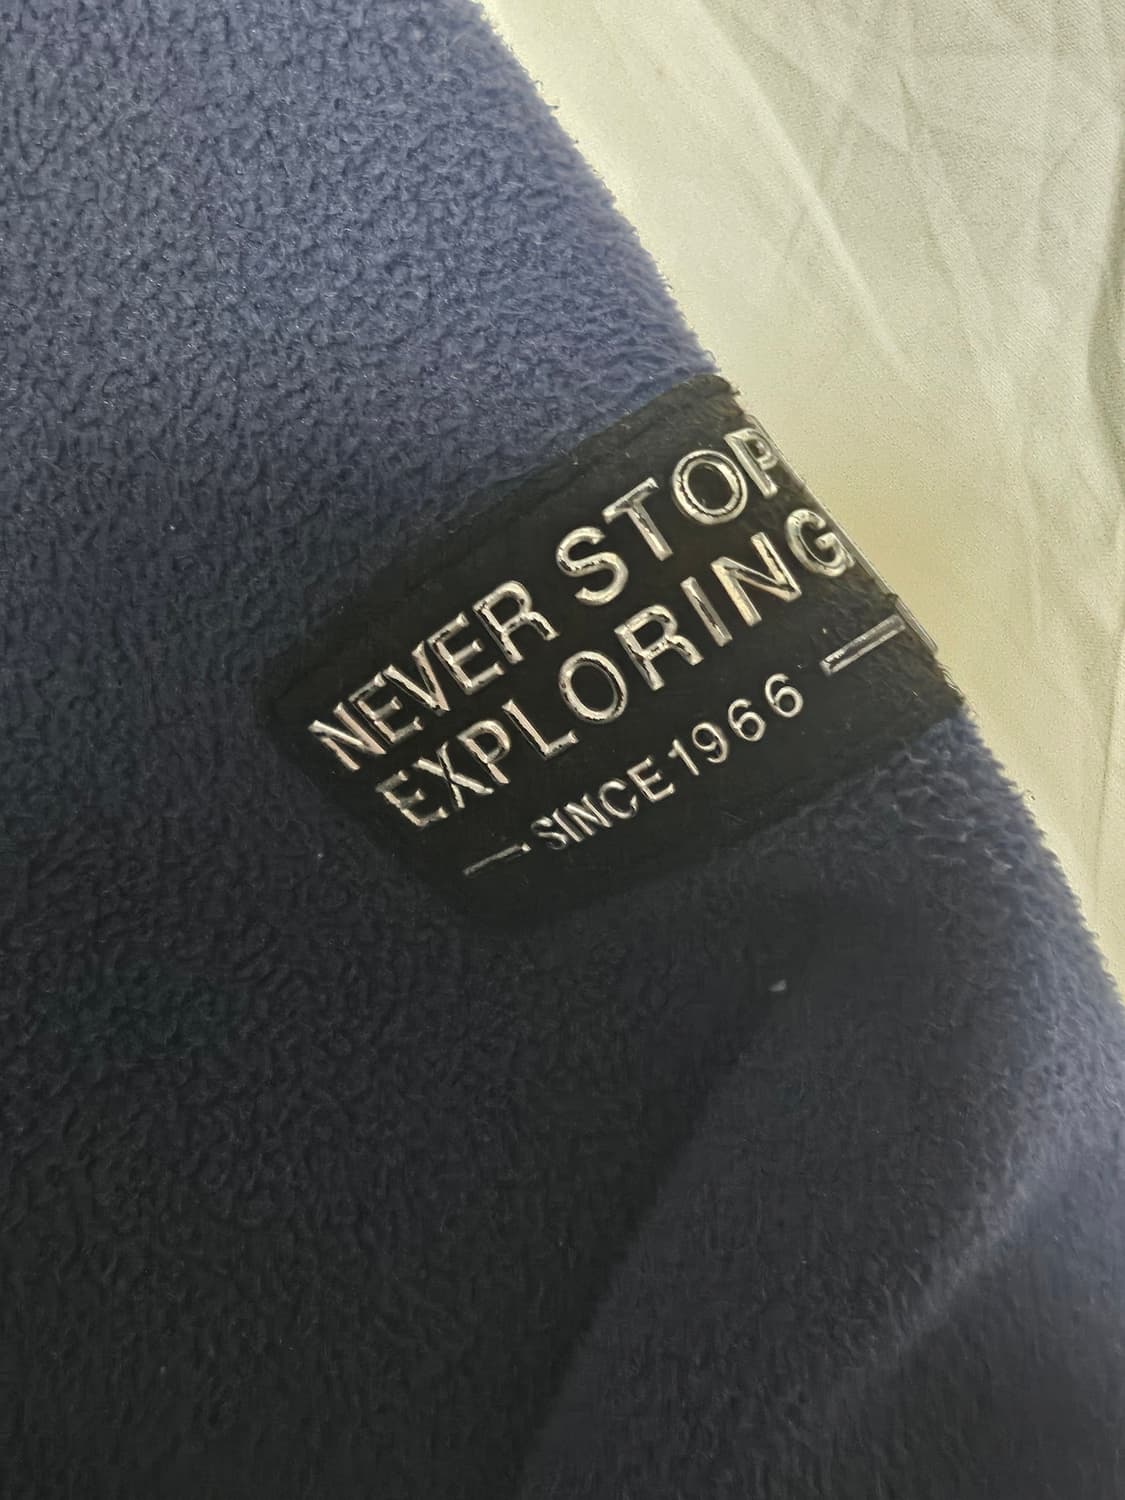 NEVER STOP
EXPLORING
— SINCE 1966 —